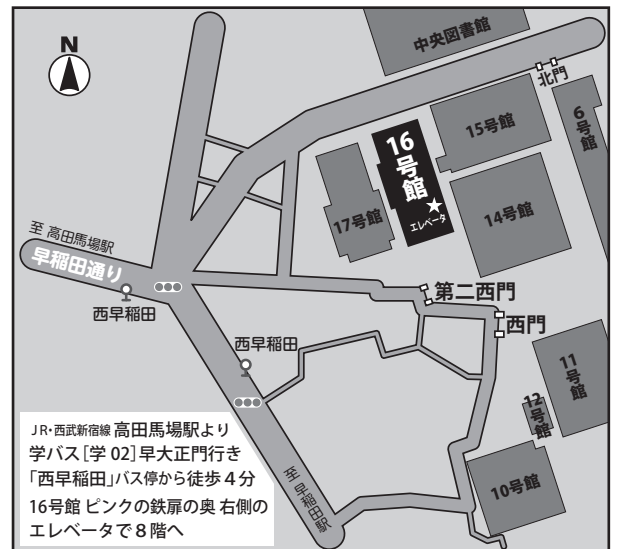 N
中央図書館
北門
6号館
15号館
16号館
エレベータ
17号館
14号館
至 高田馬場駅
早稲田通り
西早稲田
第二西門
西門
西早稲田
11号館
12号館
10号館
至 早稲田駅
JR・西武新宿線 高田馬場駅より
学バス[学 02]早大正門行き
「西早稲田」バス停から徒歩4分
16号館 ピンクの鉄扉の奥 右側の
エレベータで8階へ